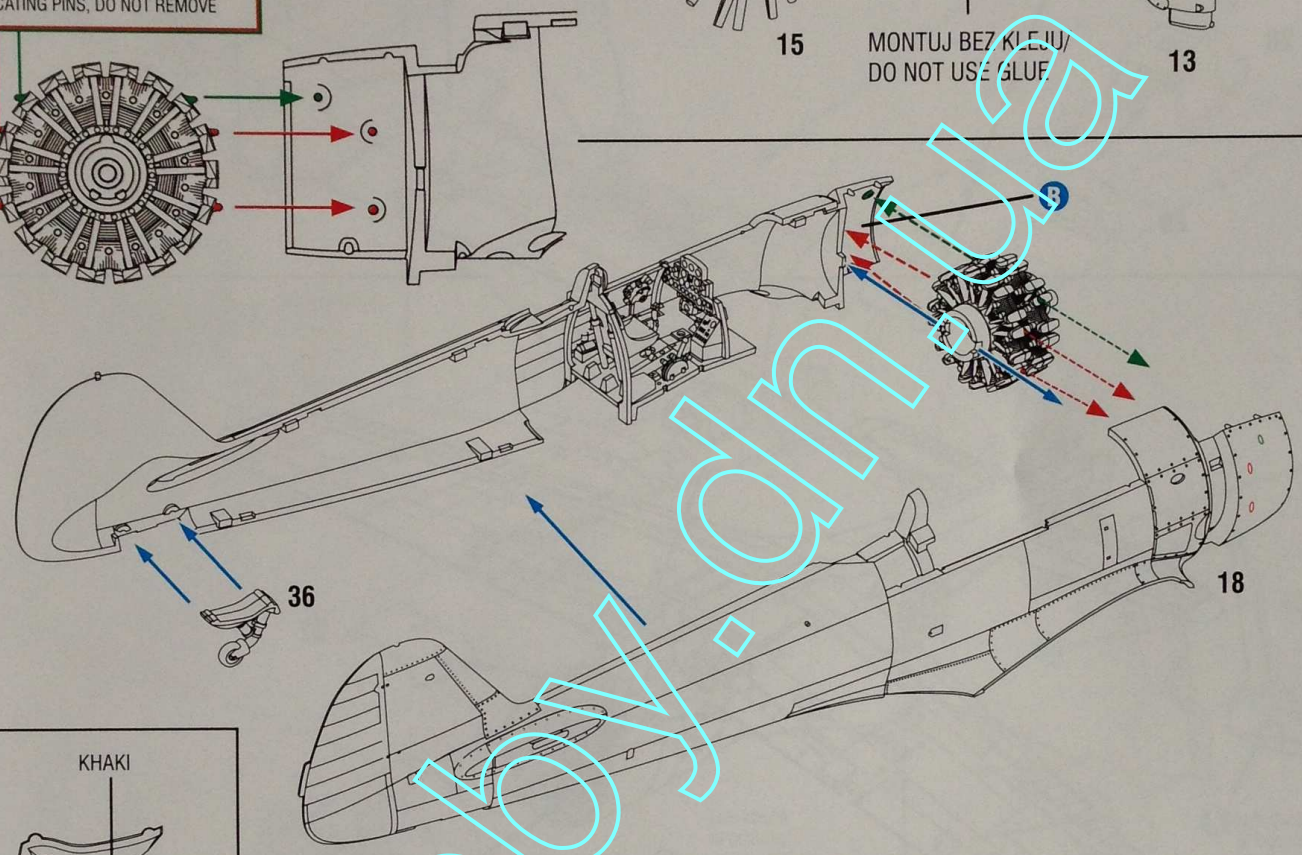 CATING PINS, DO NOT REMOVE
15
MONTUJ BEZ KLEJU/
DO NOT USE GLUE
13
B
36
18
KHAKI
by.dn.ua